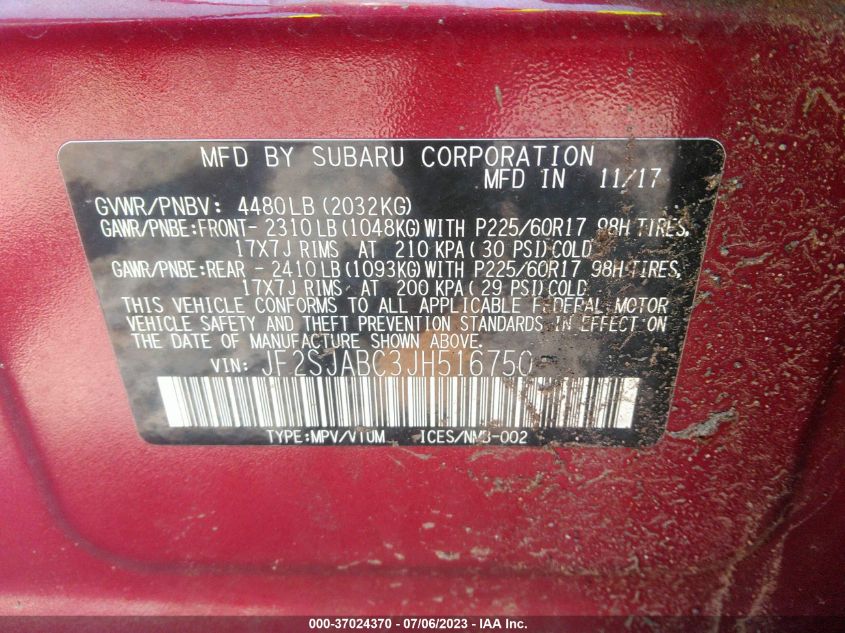 MFD BY SUBARU CORPORATION
MFD IN 11/17
GVWR/PNBV: 4480LB(2032KG)
GAWR/PNBE:FRONT- 2310LB(1048KG)WITH P225/60R17 98H TIRES,
17X7J RIMS AT 210 KPA(30 PSI)COLD
GAWR/PNBE:REAR - 2410LB(1093KG)WITH P225/60R17 98H TIRES,
17X7J RIMS AT 200 KPA(29 PSI)COLD
THIS VEHICLE CONFORMS TO ALL APPLICABLE FEDERAL MOTOR
VEHICLE SAFETY AND THEFT PREVENTION STANDARDS IN EFFECT ON
THE DATE OF MANUFACTURE SHOWN ABOVE.
VIN: JF2SJABC3JH516750
TYPE:MPV/VTUM ICES/NMB-002
000-37024370 - 07/06/2023 - IAA Inc.